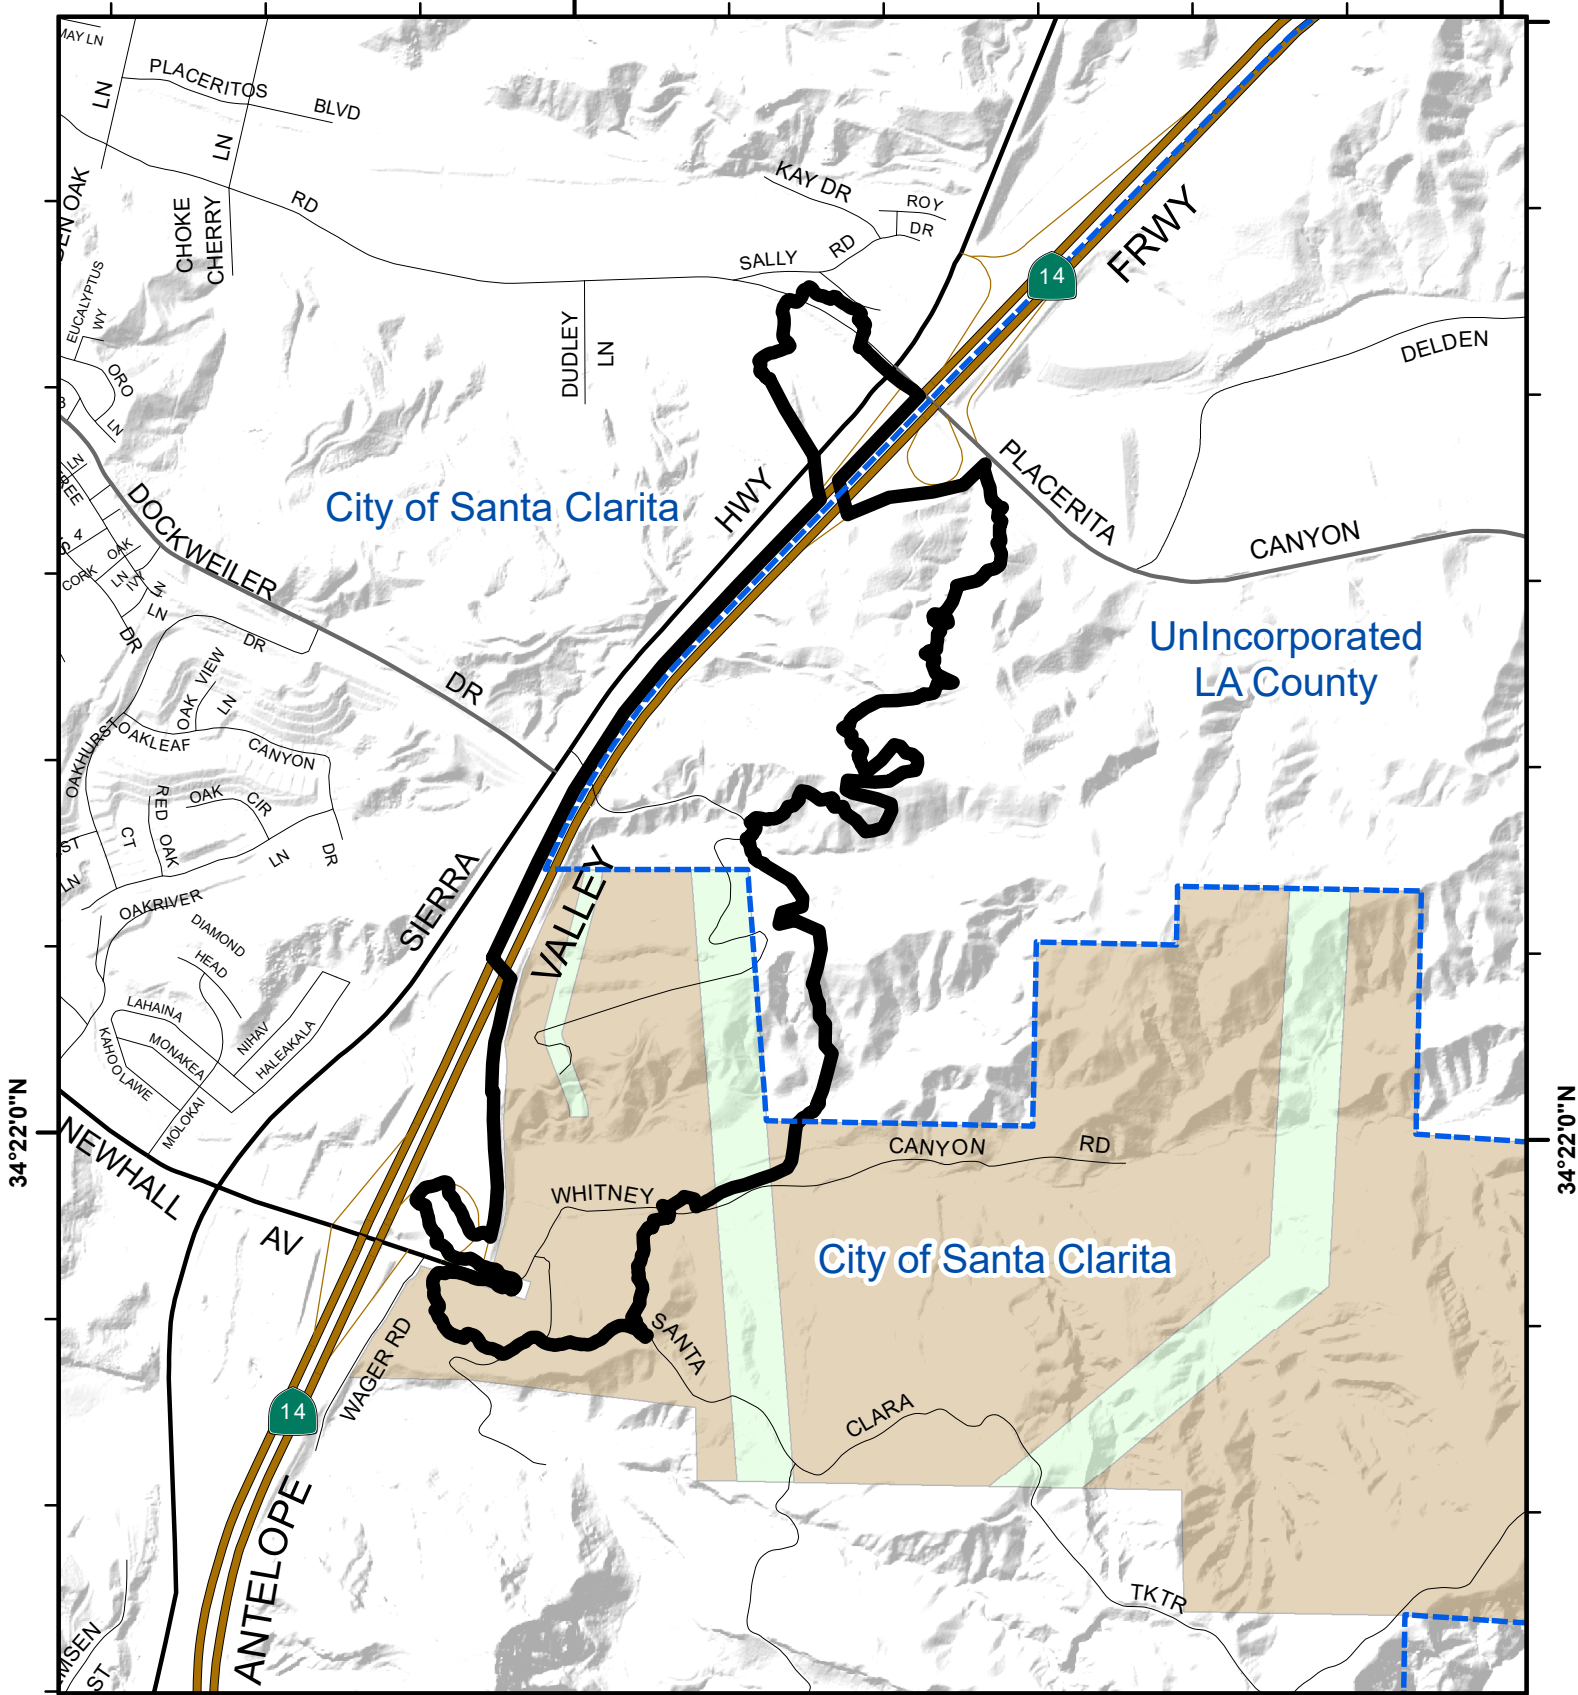 PLACERITOS
BLVD
LN
LN
RD
CHOKE
CHERRY
KAY DR
ROY
DR
SALLY
RD
14
FRWY
EUCALYPTUS
WY
ORO
LN
DUDLEY
LN
DELDEN
LN
City of Santa Clarita
HWY
PLACERITA
CANYON
DOCKWEILER
DR
4
OAK
CORK
LN
IVY
LN
DR
DR
UnIncorporated
LA County
OAK VIEW
LN
OAKHURST
OAKLEAF
CANYON
RED OAK
OAK
CIR
CT
LN
DR
ST
LN
OAKRIVER
SIERRA
VALLEY
DIAMOND
HEAD
LAHAINA
MONAKEA
KAHOOLAWE
NIHAV
HALEAKALA
MOLOKAI
34°22'0"N
34°22'0"N
NEWHALL
AV
CANYON
RD
WHITNEY
City of Santa Clarita
SANTA
WAGER RD
14
CLARA
ANTELOPE
TKTR
ST